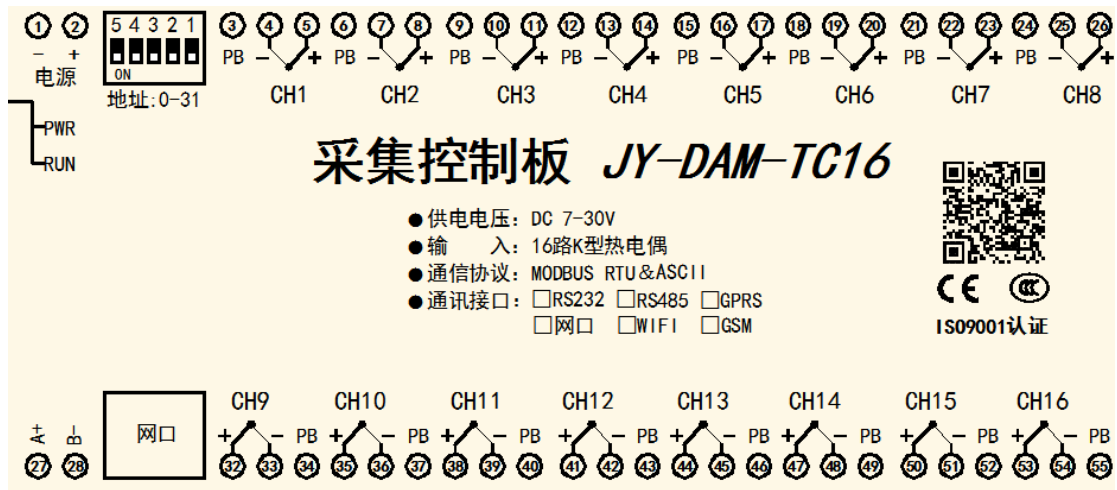 ① ② 5 4 3 2 1 ③ ④ ⑤ ⑥ ⑦ ⑧ ⑨ ⑩ ⑪ ⑫ ⑬ ⑭ ⑮ ⑯ ⑰ ⑱ ⑲ ⑳ ㉑ ㉒ ㉓ ㉔ ㉕ ㉖
- + PB - + PB - + PB - + PB - + PB - + PB - + PB - + PB - +
电源 ON
地址:0-31 CH1 CH2 CH3 CH4 CH5 CH6 CH7 CH8
PWR
RUN
采集控制板 JY-DAM-TC16
●供电电压: DC 7-30V
●输 入: 16路K型热电偶
●通信协议: MODBUS RTU&ASCII
●通讯接口: □RS232 □RS485 □GPRS
□网口 □WIFI □GSM
CE CCC
ISO9001认证
CH9 CH10 CH11 CH12 CH13 CH14 CH15 CH16
A+ B- 网口 + - PB + - PB + - PB + - PB + - PB + - PB + - PB + - PB
㉗ ㉘ ㉜ ㉝ ㉞ ㉟ ㊱ ㊲ ㊳ ㊴ ㊵ ㊶ ㊷ ㊸ ㊹ ㊺ ㊻ ㊼ ㊽ ㊾ ㊿ 51 52 53 54 55